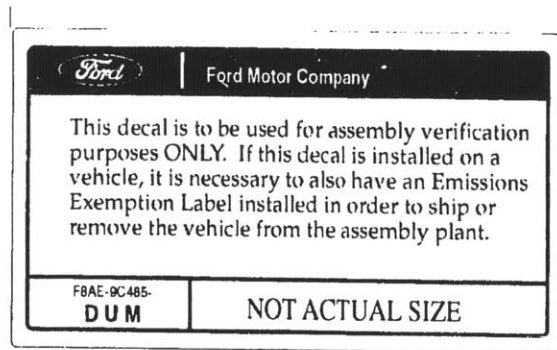 Ford
Ford Motor Company
This decal is to be used for assembly verification
purposes ONLY. If this decal is installed on a
vehicle, it is necessary to also have an Emissions
Exemption Label installed in order to ship or
remove the vehicle from the assembly plant.
F8AE-9C485-
DUM
NOT ACTUAL SIZE